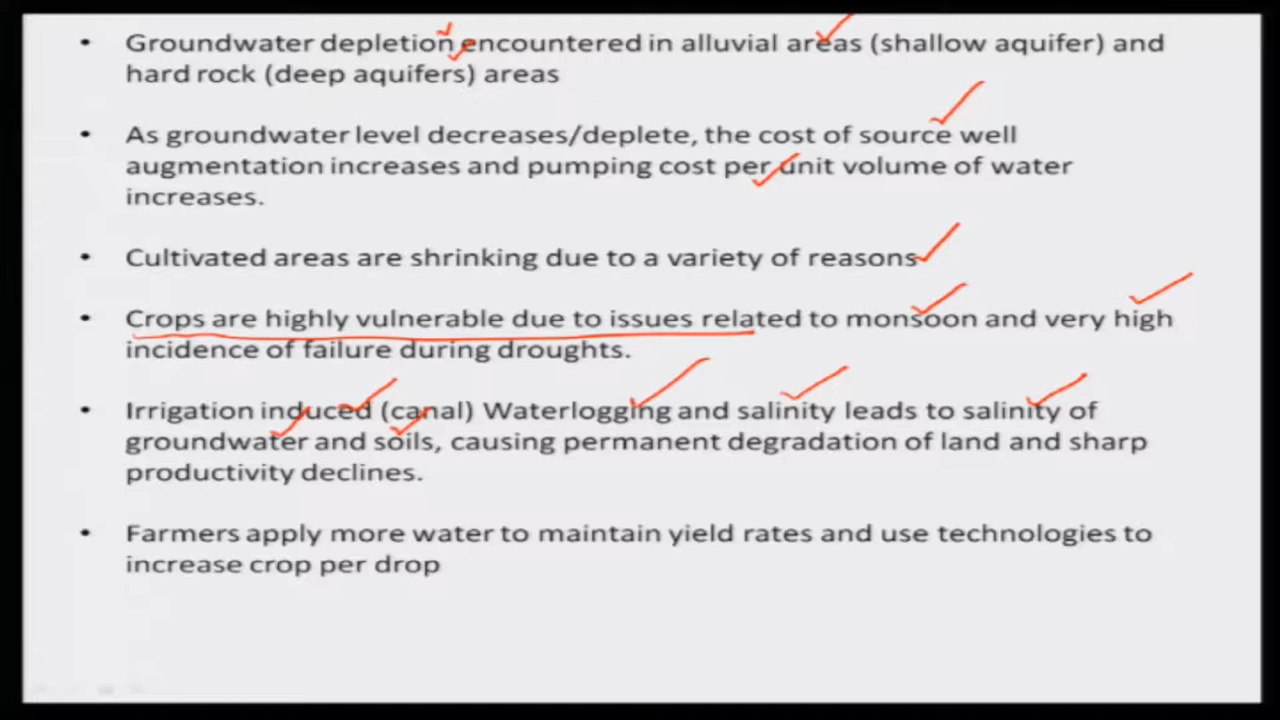 • Groundwater depletion encountered in alluvial areas (shallow aquifer) and
hard rock (deep aquifers) areas
• As groundwater level decreases/deplete, the cost of source well
augmentation increases and pumping cost per unit volume of water
increases.
• Cultivated areas are shrinking due to a variety of reasons
• Crops are highly vulnerable due to issues related to monsoon and very high
incidence of failure during droughts.
• Irrigation induced (canal) Waterlogging and salinity leads to salinity of
groundwater and soils, causing permanent degradation of land and sharp
productivity declines.
• Farmers apply more water to maintain yield rates and use technologies to
increase crop per drop